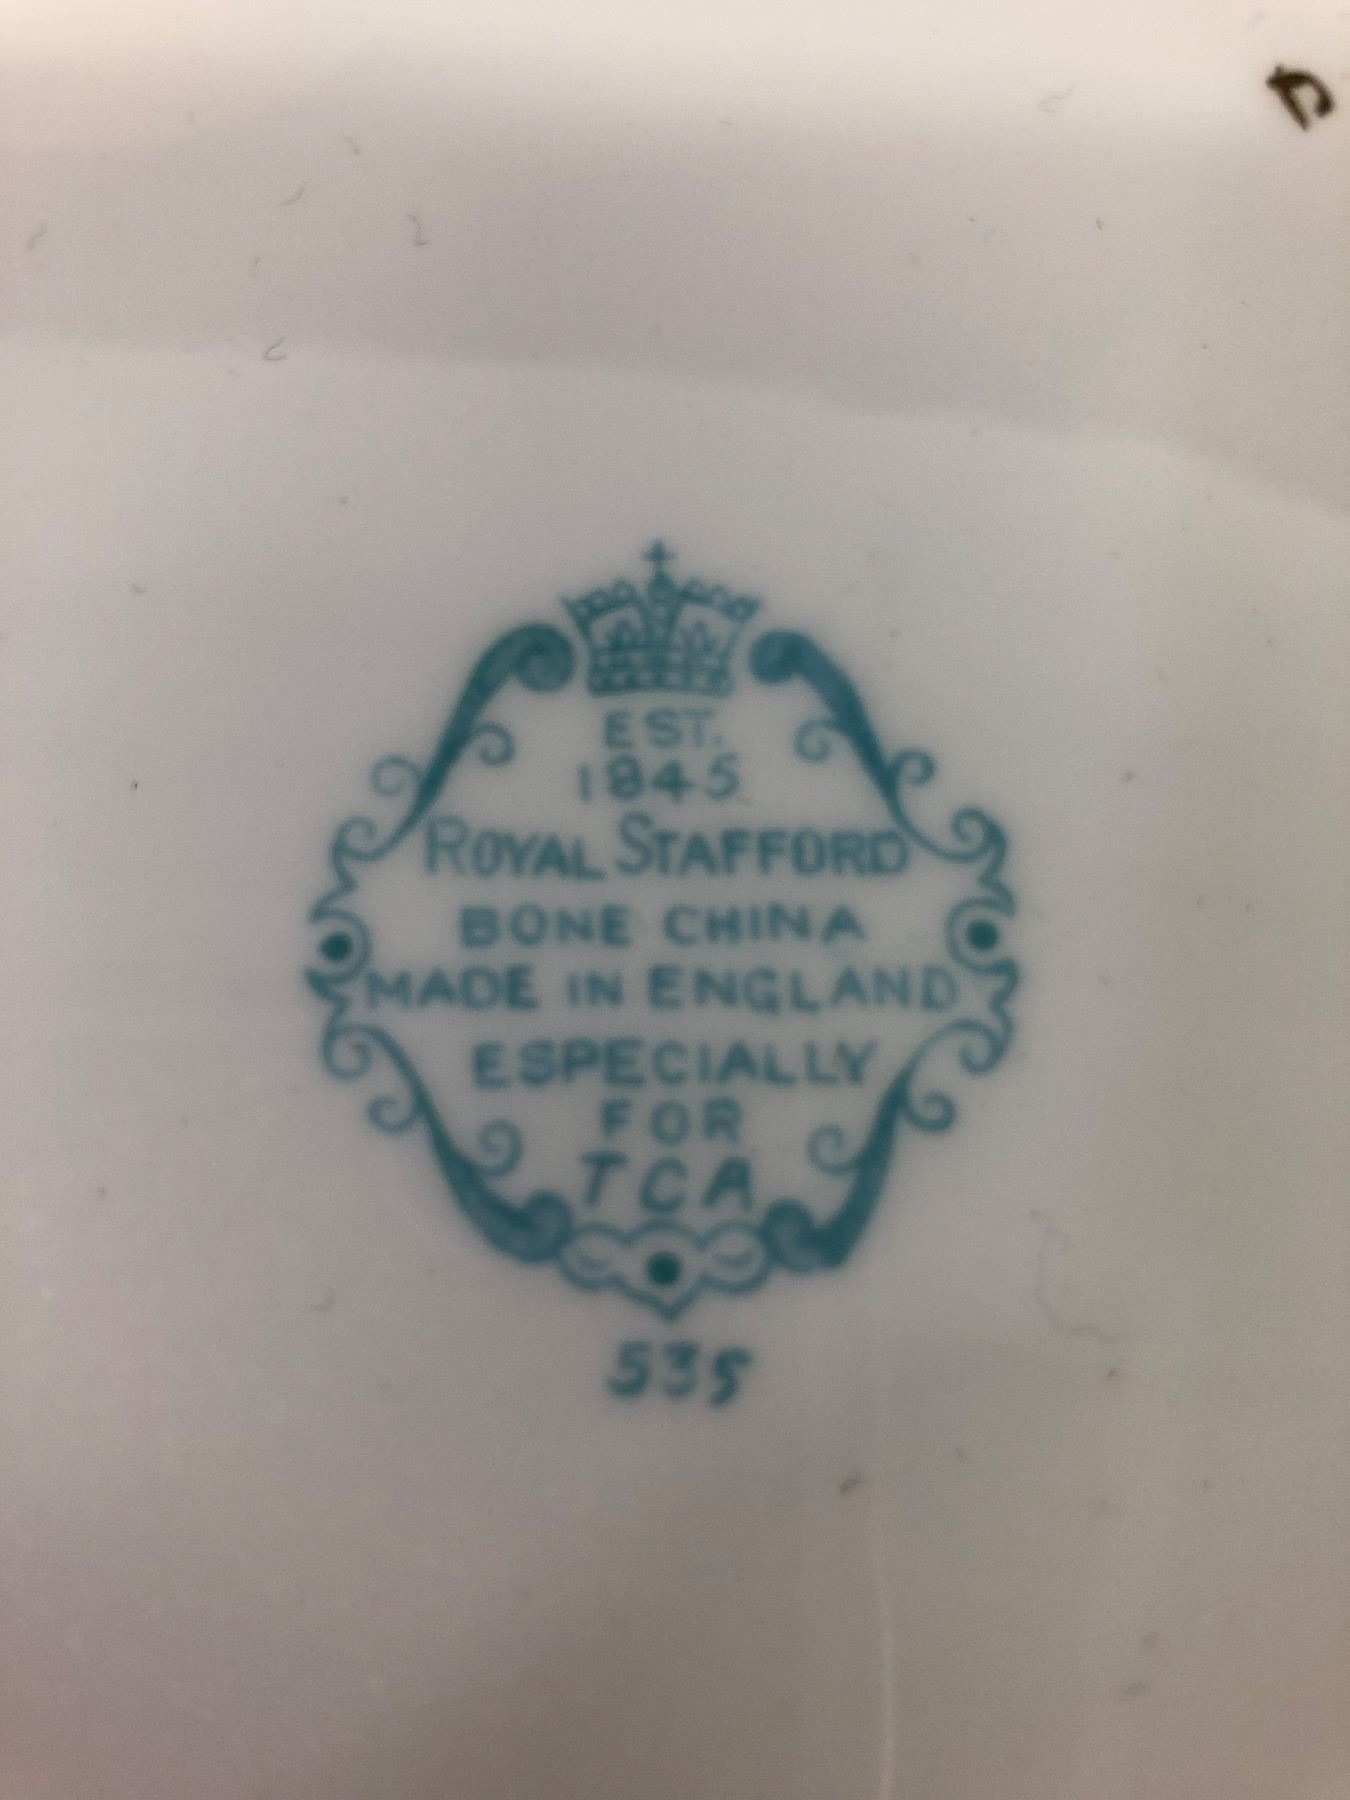 EST.
1845
ROYAL STAFFORD
BONE CHINA
MADE IN ENGLAND
ESPECIALLY
FOR
TCA
535